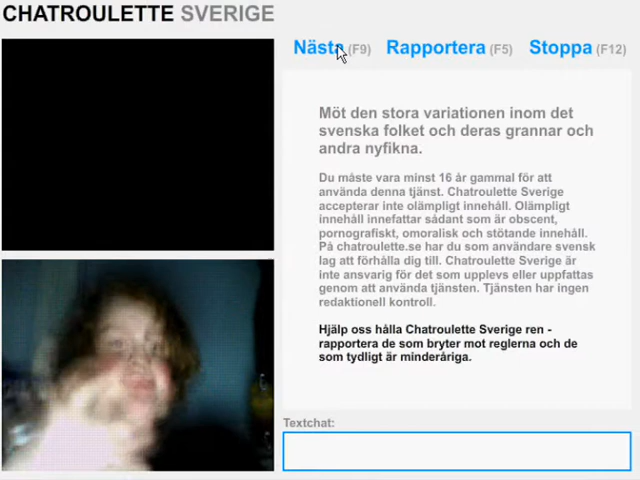 CHATROULETTE SVERIGE
Nästa (F9) Rapportera (F5) Stoppa (F12)
Möt den stora variationen inom det
svenska folket och deras grannar och
andra nyfikna.
Du måste vara minst 16 år gammal för att
använda denna tjänst. Chatroulette Sverige
accepterar inte olämpligt innehåll. Olämpligt
innehåll innefattar sådant som är obscent,
pornografiskt, omoralisk och stötande innehåll.
På chatroulette.se har du som användare svensk
lag att förhålla dig till. Chatroulette Sverige är
inte ansvarig för det som upplevs eller uppfattas
genom att använda tjänsten. Tjänsten har ingen
redaktionell kontroll.
Hjälp oss hålla Chatroulette Sverige ren -
rapportera de som bryter mot reglerna och de
som tydligt är minderåriga.
Textchat: